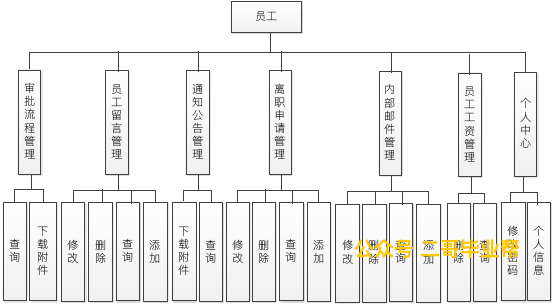 员工
审批流程管理
员工留言管理
通知公告管理
离职申请管理
内部邮件管理
员工工资管理
个人中心
查询
下载附件
修改
删除
查询
添加
下载附件
查询
修改
删除
查询
添加
修改
删除
查询
添加
删除
查询
修改密码
个人信息
公众号 二哥毕业帮